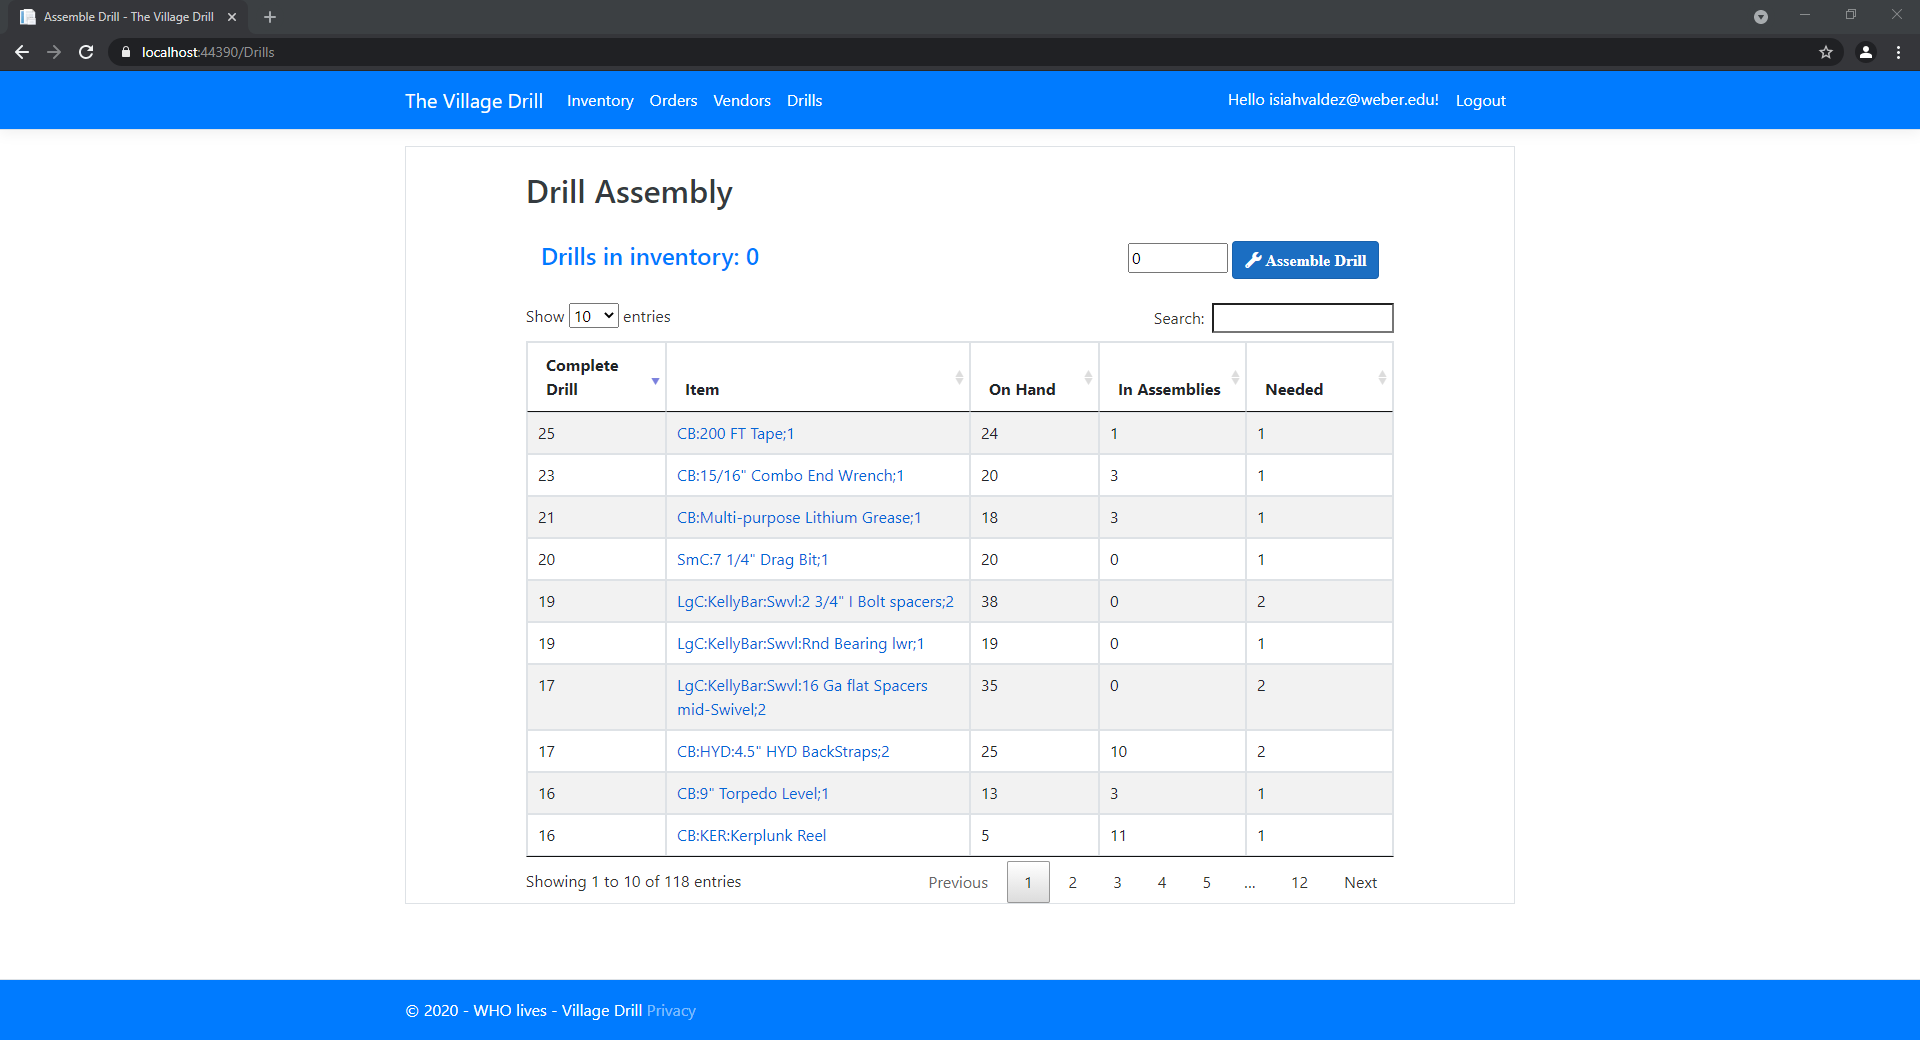 Assemble Drill - The Village Drill
localhost:44390/Drills
The Village Drill Inventory Orders Vendors Drills Hello isiahvaldez@weber.edu! Logout
Drill Assembly
Drills in inventory: 0 0 Assemble Drill
Show 10 entries Search:
Complete Drill Item On Hand In Assemblies Needed
25 CB:200 FT Tape;1 24 1 1
23 CB:15/16" Combo End Wrench;1 20 3 1
21 CB:Multi-purpose Lithium Grease;1 18 3 1
20 SmC:7 1/4" Drag Bit;1 20 0 1
19 LgC:KellyBar:Swvl:2 3/4" I Bolt spacers;2 38 0 2
19 LgC:KellyBar:Swvl:Rnd Bearing lwr;1 19 0 1
17 LgC:KellyBar:Swvl:16 Ga flat Spacers mid-Swivel;2 35 0 2
17 CB:HYD:4.5" HYD BackStraps;2 25 10 2
16 CB:9" Torpedo Level;1 13 3 1
16 CB:KER:Kerplunk Reel 5 11 1
Showing 1 to 10 of 118 entries Previous 1 2 3 4 5 ... 12 Next
© 2020 - WHO lives - Village Drill Privacy